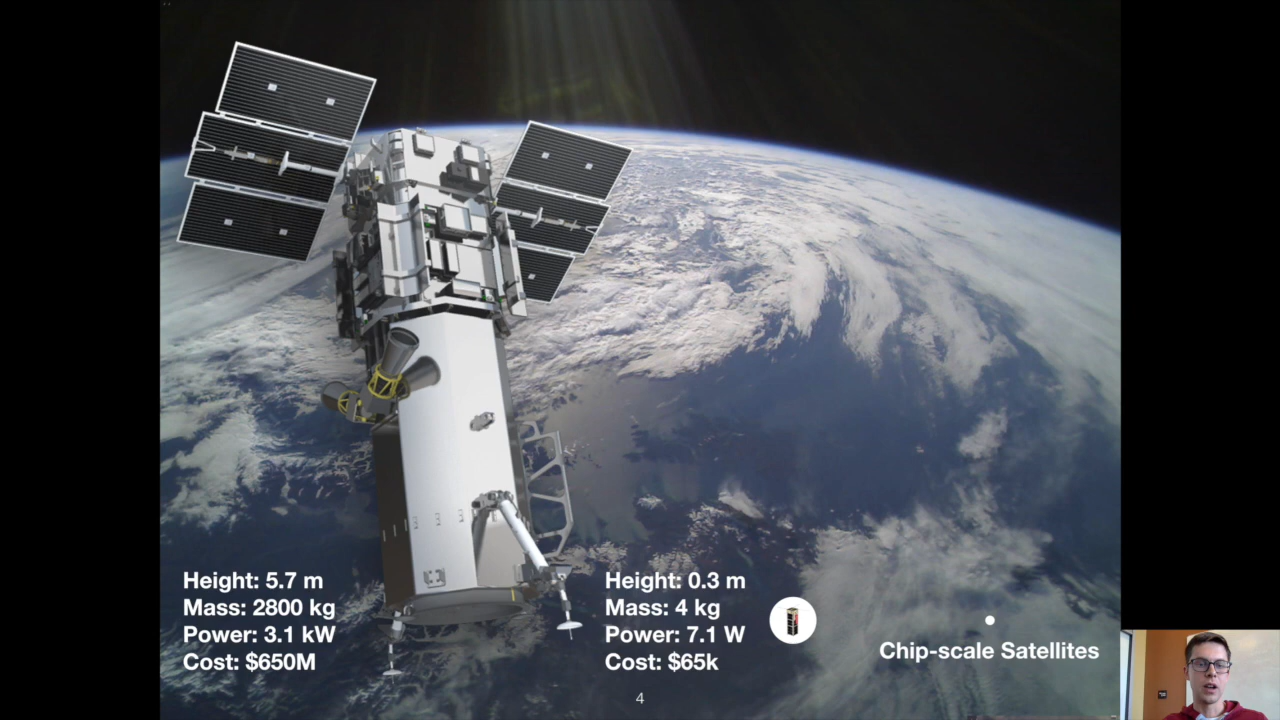 Height: 5.7 m
Mass: 2800 kg
Power: 3.1 kW
Cost: $650M
Height: 0.3 m
Mass: 4 kg
Power: 7.1 W
Cost: $65k
Chip-scale Satellites
4